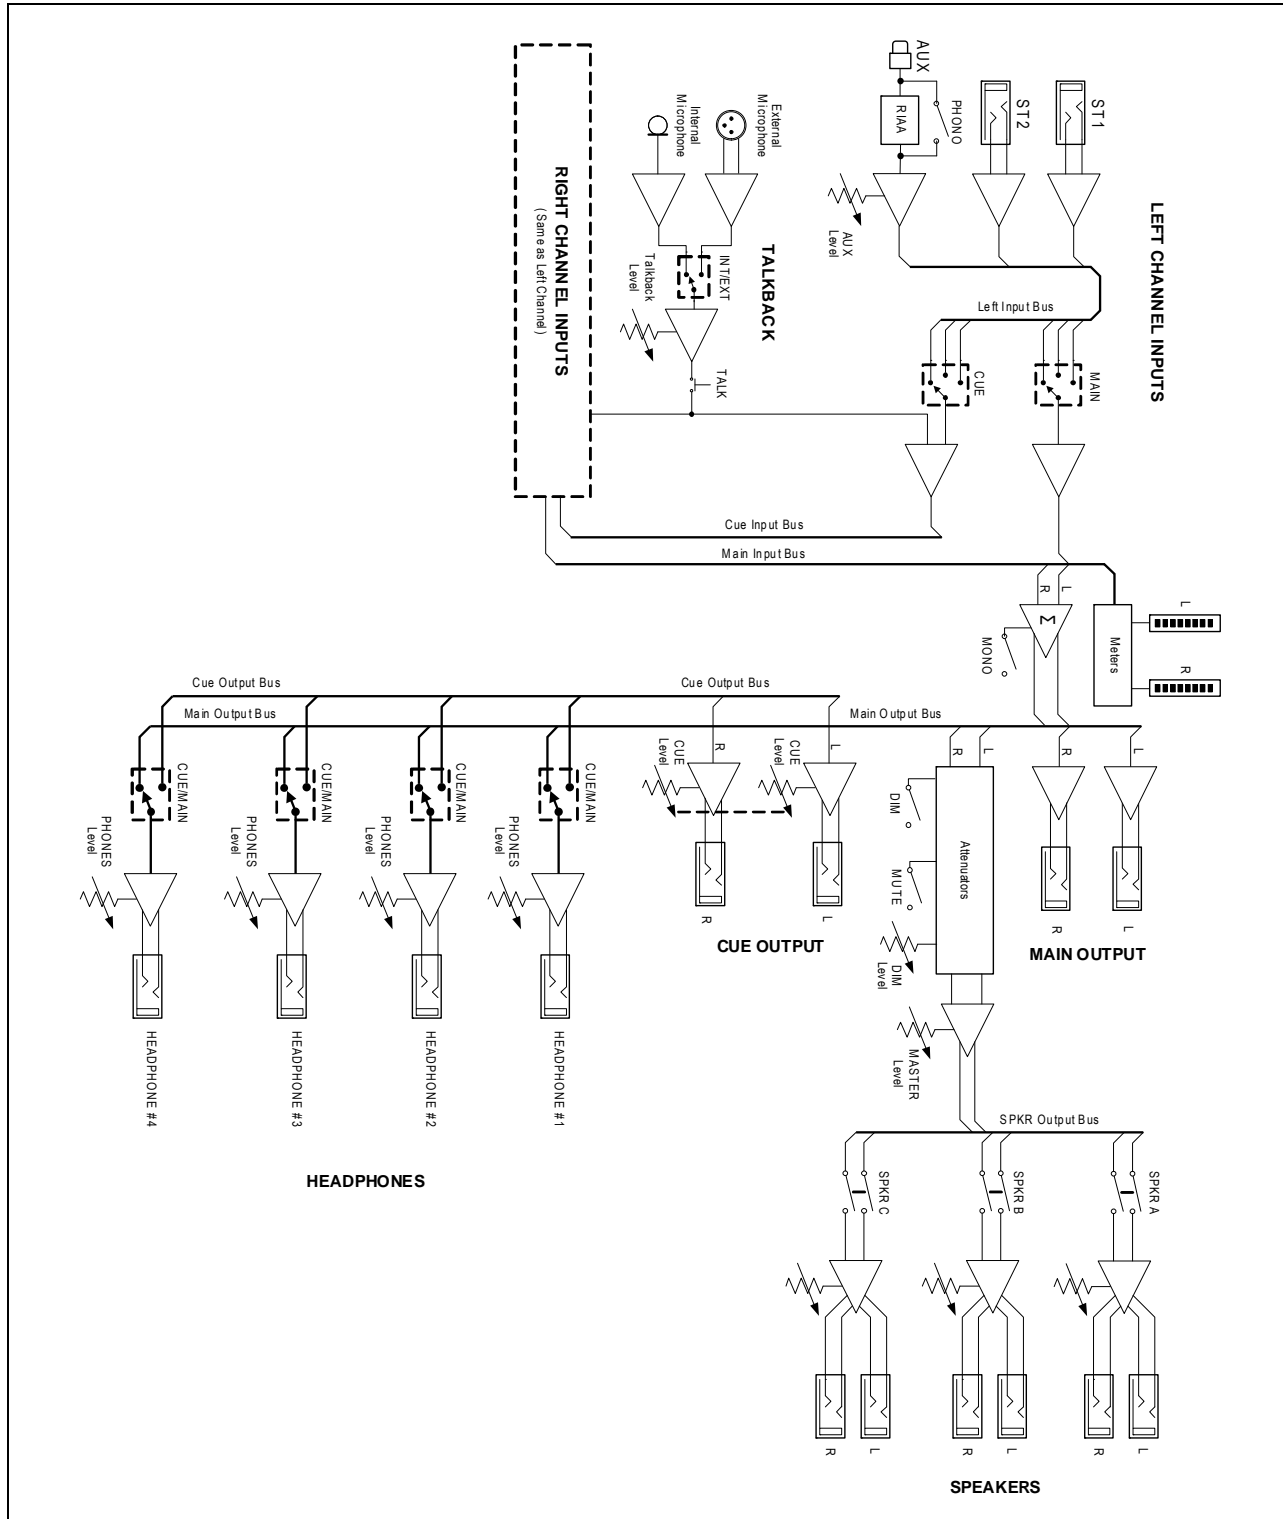 AUX
RIAA
PHONO
ST2
ST1
AUX
Level
LEFT CHANNEL INPUTS
Internal
Microphone
External
Microphone
RIGHT CHANNEL INPUTS
(Same as Left Channel)
TALKBACK
INT/EXT
Talkback
Level
TALK
Left Input Bus
CUE
MAIN
Cue Input Bus
Main Input Bus
R
L
Σ
MONO
Meters
L
R
Cue Output Bus
Cue Output Bus
Main Output Bus
Main Output Bus
CUE/MAIN
CUE/MAIN
CUE/MAIN
CUE/MAIN
PHONES
Level
PHONES
Level
PHONES
Level
PHONES
Level
HEADPHONE #4
HEADPHONE #3
HEADPHONE #2
HEADPHONE #1
HEADPHONES
R
L
CUE
Level
CUE
Level
R
L
CUE OUTPUT
R
L
DIM
MUTE
DIM
Level
Attenuators
R
L
R
L
MAIN OUTPUT
MASTER
Level
SPKR Output Bus
SPKR C
SPKR B
SPKR A
R
L
R
L
R
L
SPEAKERS